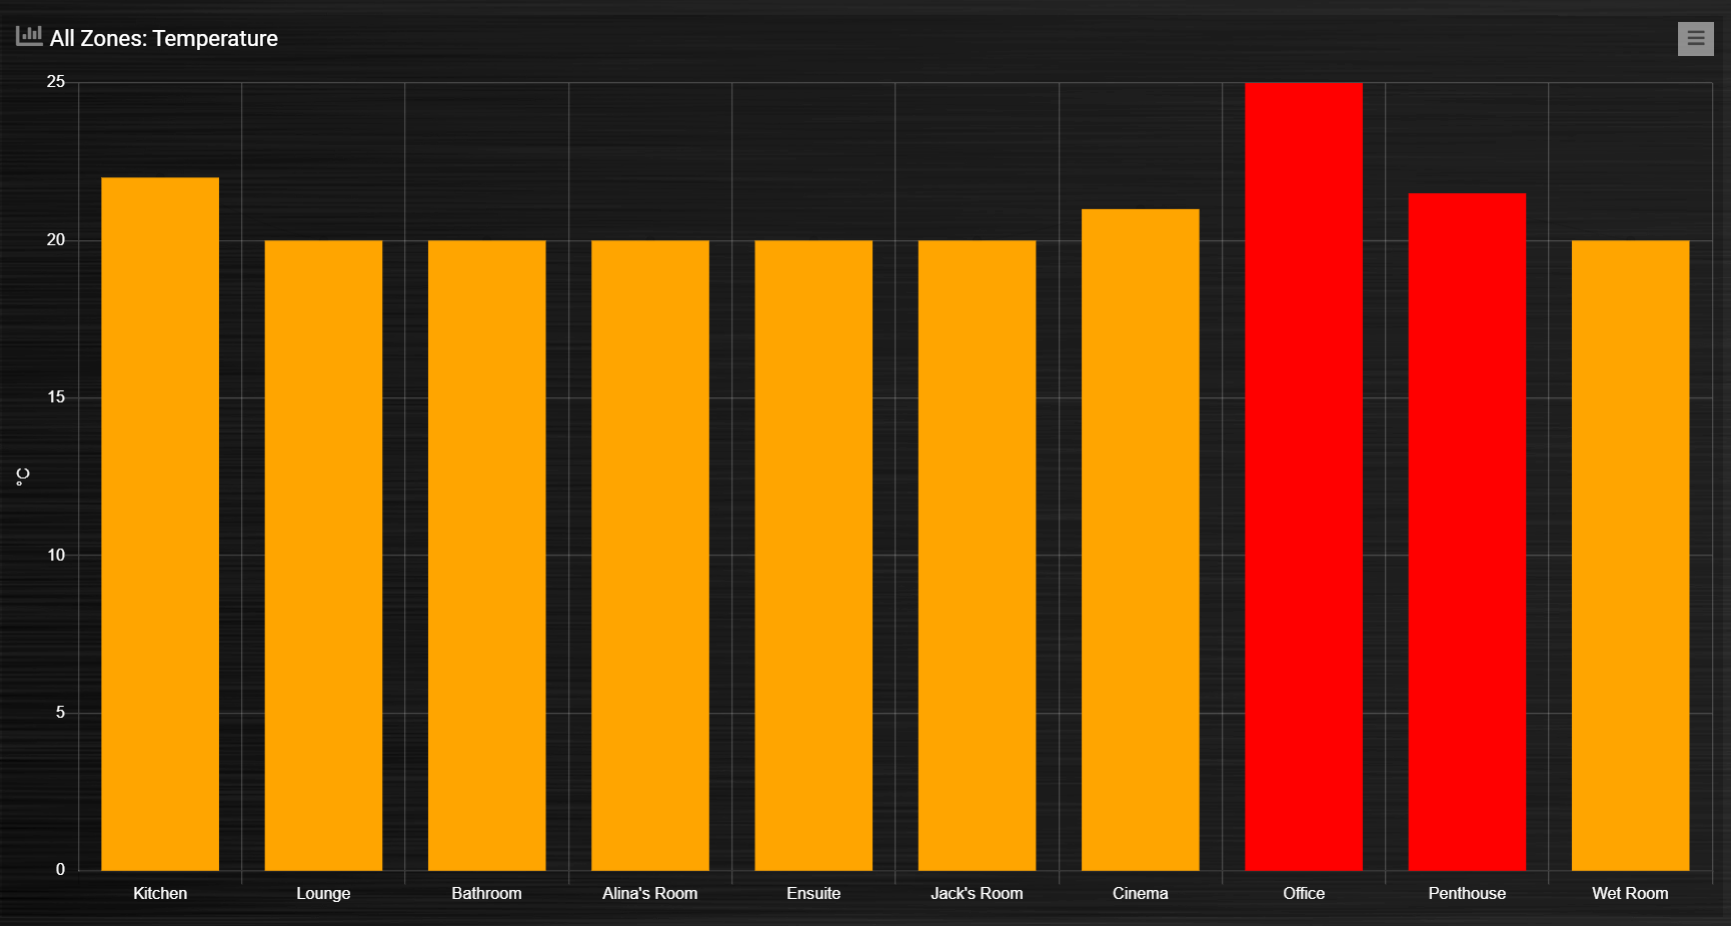 All Zones: Temperature
25
20
15
10
5
0
°C
Kitchen
Lounge
Bathroom
Alina's Room
Ensuite
Jack's Room
Cinema
Office
Penthouse
Wet Room